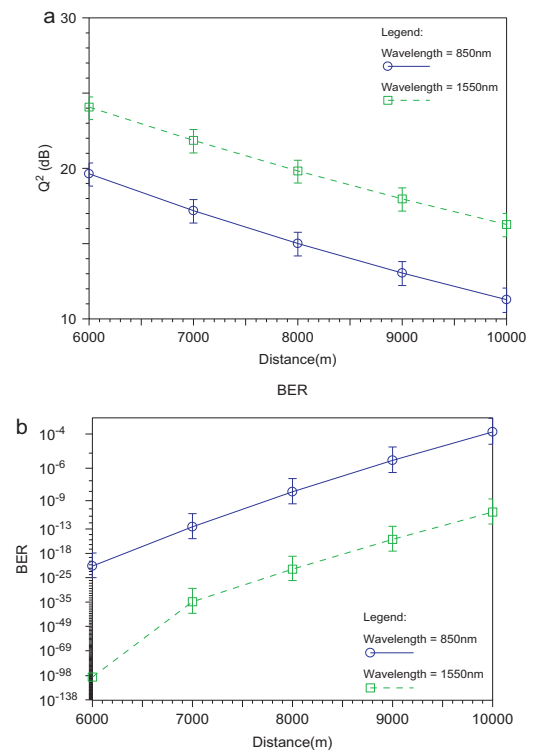 a
30
20
10
Q² (dB)
Legend:
Wavelength = 850nm
Wavelength = 1550nm
6000 7000 8000 9000 10000
Distance(m)
BER
b
10⁻⁴
10⁻⁶
10⁻⁹
10⁻¹³
10⁻¹⁸
10⁻²⁵
10⁻³⁵
10⁻⁴⁹
10⁻⁶⁹
10⁻⁹⁸
10⁻¹³⁸
BER
Legend:
Wavelength = 850nm
Wavelength = 1550nm
6000 7000 8000 9000 10000
Distance(m)